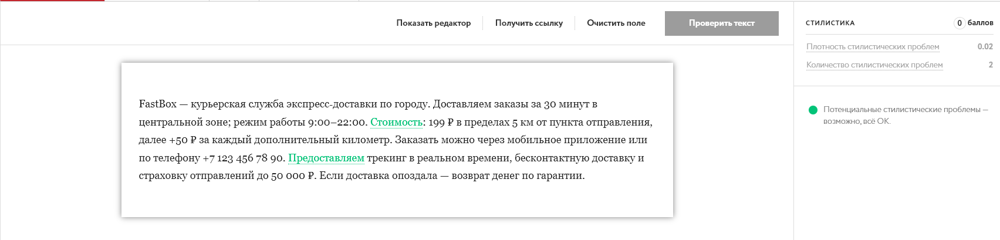 Показать редактор
Получить ссылку
Очистить поле
Проверить текст
FastBox — курьерская служба экспресс-доставки по городу. Доставляем заказы за 30 минут в
центральной зоне; режим работы 9:00–22:00. Стоимость: 199 ₽ в пределах 5 км от пункта отправления,
далее +50 ₽ за каждый дополнительный километр. Заказать можно через мобильное приложение или
по телефону +7 123 456 78 90. Предоставляем трекинг в реальном времени, бесконтактную доставку и
страховку отправлений до 50 000 ₽. Если доставка опоздала — возврат денег по гарантии.
СТИЛИСТИКА 0 баллов
Плотность стилистических проблем 0.02
Количество стилистических проблем 2
Потенциальные стилистические проблемы —
возможно, всё ОК.